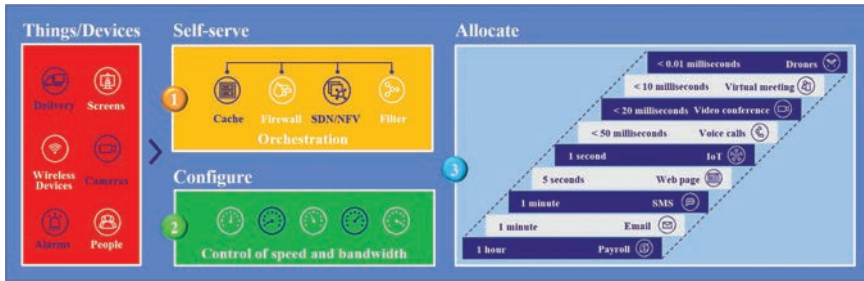 Things/Devices
Delivery Screens
Wireless
Devices Cameras
Alarms People
Self-serve
1
Cache Firewall SDN/NFV Filter
Orchestration
Configure
2
Control of speed and bandwidth
Allocate
3
< 0.01 milliseconds Drones
< 10 milliseconds Virtual meeting
< 20 milliseconds Video conference
< 50 milliseconds Voice calls
1 second IoT
5 seconds Web page
1 minute SMS
1 minute Email
1 hour Payroll